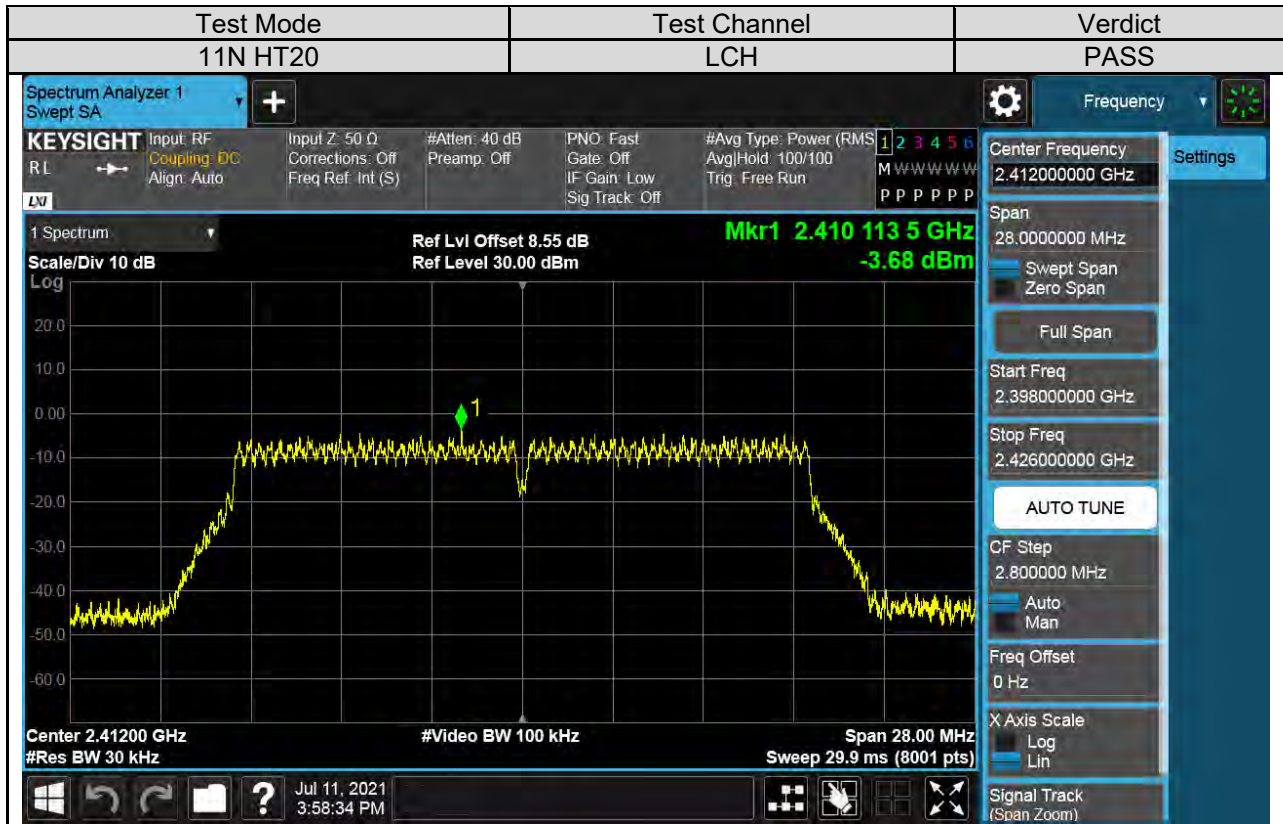 Test Mode Test Channel Verdict
11N HT20 LCH PASS
Spectrum Analyzer 1
Swept SA
+
Frequency
KEYSIGHT
RL
LXI
Input: RF
Coupling: DC
Align: Auto
Input Z: 50 Ω
Corrections: Off
Freq Ref: Int (S)
#Atten: 40 dB
Preamp: Off
PNO: Fast
Gate: Off
IF Gain: Low
Sig Track: Off
#Avg Type: Power (RMS
Avg|Hold: 100/100
Trig: Free Run
1 2 3 4 5 6
M W W W W W
P P P P P P
1 Spectrum
Scale/Div 10 dB
Ref Lvl Offset 8.55 dB
Ref Level 30.00 dBm
Mkr1 2.410 113 5 GHz
-3.68 dBm
Log
20.0
10.0
0.00
-10.0
-20.0
-30.0
-40.0
-50.0
-60.0
1
Center 2.41200 GHz
#Res BW 30 kHz
#Video BW 100 kHz
Span 28.00 MHz
Sweep 29.9 ms (8001 pts)
?
Jul 11, 2021
3:58:34 PM
Center Frequency
2.412000000 GHz
Settings
Span
28.0000000 MHz
Swept Span
Zero Span
Full Span
Start Freq
2.398000000 GHz
Stop Freq
2.426000000 GHz
AUTO TUNE
CF Step
2.800000 MHz
Auto
Man
Freq Offset
0 Hz
X Axis Scale
Log
Lin
Signal Track
(Span Zoom)